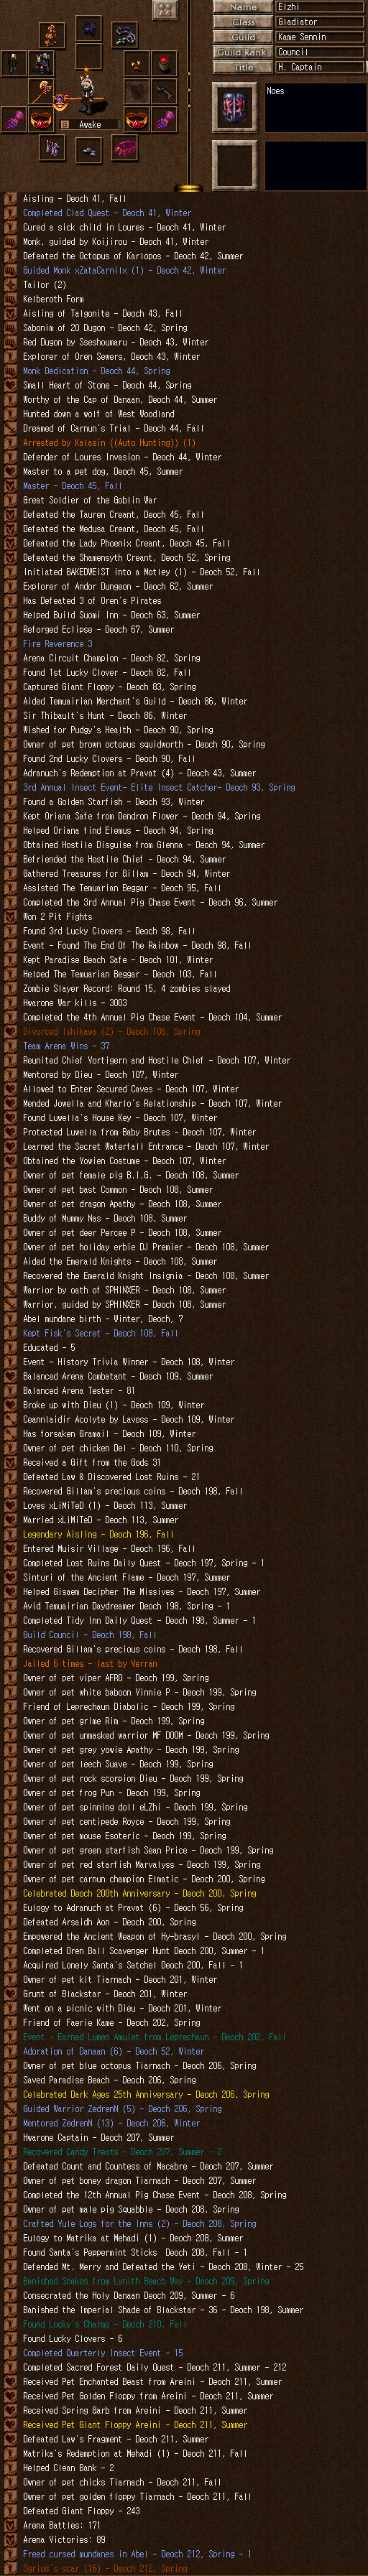 Name Elzhi
Class Gladiator
Guild Kame Sennin
Guild Rank Council
Title H. Captain
Awake
Noes
Aisling - Deoch 41, Fall
Completed Ciad Quest - Deoch 41, Winter
Cured a sick child in Loures - Deoch 41, Winter
Monk, guided by Kojirou - Deoch 41, Winter
Defeated the Octopus of Karlopos - Deoch 42, Summer
Guided Monk xZataCarnilx (1) - Deoch 42, Winter
Tailor (2)
Kelberoth Form
Aisling of Talgonite - Deoch 43, Fall
Sabonim of 20 Dugon - Deoch 42, Spring
Red Dugon by Sseshoumaru - Deoch 43, Winter
Explorer of Oren Sewers, Deoch 43, Winter
Monk Dedication - Deoch 44, Spring
Small Heart of Stone - Deoch 44, Spring
Worthy of the Cap of Danaan, Deoch 44, Summer
Hunted down a wolf of West Woodland
Dreamed of Carnun's Trial - Deoch 44, Fall
Arrested by Kalasin ((Auto Hunting)) (1)
Defender of Loures Invasion - Deoch 44, Winter
Master to a pet dog, Deoch 45, Summer
Master - Deoch 45, Fall
Great Soldier of the Goblin War
Defeated the Tauren Creant, Deoch 45, Fall
Defeated the Medusa Creant, Deoch 45, Fall
Defeated the Lady Phoenix Creant, Deoch 45, Fall
Defeated the Shamensyth Creant, Deoch 52, Spring
Initiated BAKEDWEiST into a Motley (1) - Deoch 52, Fall
Explorer of Andor Dungeon - Deoch 62, Summer
Has Defeated 3 of Oren's Pirates
Helped Build Suomi Inn - Deoch 63, Summer
Reforged Eclipse - Deoch 67, Summer
Fire Reverence 3
Arena Circuit Champion - Deoch 82, Spring
Found 1st Lucky Clover - Deoch 82, Fall
Captured Giant Floppy - Deoch 83, Spring
Aided Temuairian Merchant's Guild - Deoch 86, Winter
Sir Thibault's Hunt - Deoch 86, Winter
Wished for Pudgy's Health - Deoch 90, Spring
Owner of pet brown octopus squidworth - Deoch 90, Spring
Found 2nd Lucky Clovers - Deoch 90, Fall
Adranuch's Redemption at Pravat (4) - Deoch 43, Summer
3rd Annual Insect Event- Elite Insect Catcher- Deoch 93, Spring
Found a Golden Starfish - Deoch 93, Winter
Kept Oriana Safe from Dendron Flower - Deoch 94, Spring
Helped Oriana find Elemus - Deoch 94, Spring
Obtained Hostile Disguise from Glenna - Deoch 94, Summer
Befriended the Hostile Chief - Deoch 94, Summer
Gathered Treasures for Gillam - Deoch 94, Winter
Assisted The Temuarian Beggar - Deoch 95, Fall
Completed the 3rd Annual Pig Chase Event - Deoch 96, Summer
Won 2 Pit Fights
Found 3rd Lucky Clovers - Deoch 98, Fall
Event - Found The End Of The Rainbow - Deoch 98, Fall
Kept Paradise Beach Safe - Deoch 101, Winter
Helped The Temuarian Beggar - Deoch 103, Fall
Zombie Slayer Record: Round 15, 4 zombies slayed
Hwarone War kills - 3003
Completed the 4th Annual Pig Chase Event - Deoch 104, Summer
Divorced Ishikava (2) - Deoch 106, Spring
Team Arena Wins - 37
Reunited Chief Vortigern and Hostile Chief - Deoch 107, Winter
Mentored by Dieu - Deoch 107, Winter
Allowed to Enter Secured Caves - Deoch 107, Winter
Mended Jowella and Kharlo's Relationship - Deoch 107, Winter
Found Luwella's House Key - Deoch 107, Winter
Protected Luwella from Baby Brutes - Deoch 107, Winter
Learned the Secret Waterfall Entrance - Deoch 107, Winter
Obtained the Yowien Costume - Deoch 107, Winter
Owner of pet female pig B.I.G. - Deoch 108, Summer
Owner of pet bast Common - Deoch 108, Summer
Owner of pet dragon Apathy - Deoch 108, Summer
Buddy of Mummy Nas - Deoch 108, Summer
Owner of pet deer Percee P - Deoch 108, Summer
Owner of pet holiday erbie DJ Premier - Deoch 108, Summer
Aided the Emerald Knights - Deoch 108, Summer
Recovered the Emerald Knight Insignia - Deoch 108, Summer
Warrior by oath of SPHINXER - Deoch 108, Summer
Warrior, guided by SPHINXER - Deoch 108, Summer
Abel mundane birth - Winter, Deoch, 7
Kept Fisk's Secret - Deoch 108, Fall
Educated - 5
Event - History Trivia Winner - Deoch 108, Winter
Balanced Arena Combatant - Deoch 109, Summer
Balanced Arena Tester - 81
Broke up with Dieu (1) - Deoch 109, Winter
Ceannlaidir Acolyte by Lavoss - Deoch 109, Winter
Has forsaken Gramail - Deoch 109, Winter
Owner of pet chicken Del - Deoch 110, Spring
Received a Gift from the Gods 31
Defeated Law & Discovered Lost Ruins - 21
Recovered Gillam's precious coins - Deoch 198, Fall
Loves xLiMiTeD (1) - Deoch 113, Summer
Married xLiMiTeD - Deoch 113, Summer
Legendary Aisling - Deoch 196, Fall
Entered Muisir Village - Deoch 196, Fall
Completed Lost Ruins Daily Quest - Deoch 197, Spring - 1
Sinturi of the Ancient Flame - Deoch 197, Summer
Helped Gisaem Decipher The Missives - Deoch 197, Summer
Avid Temuairian Daydreamer Deoch 198, Spring - 1
Completed Tidy Inn Daily Quest - Deoch 198, Summer - 1
Guild Council - Deoch 198, Fall
Recovered Gillam's precious coins - Deoch 198, Fall
Jailed 6 times - last by Verran
Owner of pet viper AFRO - Deoch 199, Spring
Owner of pet white baboon Vinnie P - Deoch 199, Spring
Friend of Leprechaun Diabolic - Deoch 199, Spring
Owner of pet grime Rim - Deoch 199, Spring
Owner of pet unmasked warrior MF DOOM - Deoch 199, Spring
Owner of pet grey yowie Apathy - Deoch 199, Spring
Owner of pet leech Suave - Deoch 199, Spring
Owner of pet rock scorpion Dieu - Deoch 199, Spring
Owner of pet frog Pun - Deoch 199, Spring
Owner of pet spinning doll eLZhi - Deoch 199, Spring
Owner of pet centipede Royce - Deoch 199, Spring
Owner of pet mouse Esoteric - Deoch 199, Spring
Owner of pet green starfish Sean Price - Deoch 199, Spring
Owner of pet red starfish Marvalyss - Deoch 199, Spring
Owner of pet carnun champion Elmatic - Deoch 200, Spring
Celebrated Deoch 200th Anniversary - Deoch 200, Spring
Eulogy to Adranuch at Pravat (6) - Deoch 56, Spring
Defeated Arsaidh Aon - Deoch 200, Spring
Empowered the Ancient Weapon of Hy-brasyl - Deoch 200, Spring
Completed Oren Ball Scavenger Hunt Deoch 200, Summer - 1
Acquired Lonely Santa's Satchel Deoch 200, Fall - 1
Owner of pet kit Tiarnach - Deoch 201, Winter
Grunt of Blackstar - Deoch 201, Winter
Went on a picnic with Dieu - Deoch 201, Winter
Friend of Faerie Kame - Deoch 202, Spring
Event - Earned Lumen Amulet from Leprechaun - Deoch 202, Fall
Adoration of Danaan (6) - Deoch 52, Winter
Owner of pet blue octopus Tiarnach - Deoch 206, Spring
Saved Paradise Beach - Deoch 206, Spring
Celebrated Dark Ages 25th Anniversary - Deoch 206, Spring
Guided Warrior ZedrenN (5) - Deoch 206, Spring
Mentored ZedrenN (13) - Deoch 205, Winter
Hwarone Captain - Deoch 207, Summer
Recovered Candy Treats - Deoch 207, Summer - 2
Defeated Count and Countess of Macabre - Deoch 207, Summer
Owner of pet boney dragon Tiarnach - Deoch 207, Summer
Completed the 12th Annual Pig Chase Event - Deoch 208, Spring
Owner of pet male pig Squabble - Deoch 208, Spring
Crafted Yule Logs for the Inns (2) - Deoch 208, Spring
Eulogy to Matrika at Mehadi (1) - Deoch 208, Summer
Found Santa's Peppermint Sticks  Deoch 208, Fall - 1
Defended Mt. Merry and Defeated the Yeti - Deoch 208, Winter - 25
Banished Snakes from Lynith Beach Way - Deoch 209, Spring
Consecrated the Holy Danaan Deoch 209, Summer - 6
Banished the Imperial Shade of Blackstar - 36 - Deoch 198, Summer
Found Locky's Charms - Deoch 210, Fall
Found Lucky Clovers - 6
Completed Quarterly Insect Event - 15
Completed Sacred Forest Daily Quest - Deoch 211, Summer - 212
Received Pet Enchanted Beast from Areini - Deoch 211, Summer
Received Pet Golden Floppy from Areini - Deoch 211, Summer
Received Spring Garb from Areini - Deoch 211, Summer
Received Pet Giant Floppy Areini - Deoch 211, Summer
Defeated Law's Fragment - Deoch 211, Summer
Matrika's Redemption at Mehadi (1) - Deoch 211, Fall
Helped Clean Bank - 2
Owner of pet chicks Tiarnach - Deoch 211, Fall
Owner of pet golden floppy Tiarnach - Deoch 211, Fall
Defeated Giant Floppy - 243
Arena Battles: 171
Arena Victories: 89
Freed cursed mundanes in Abel - Deoch 212, Spring - 1
Sgrios's scar (16) - Deoch 212, Spring